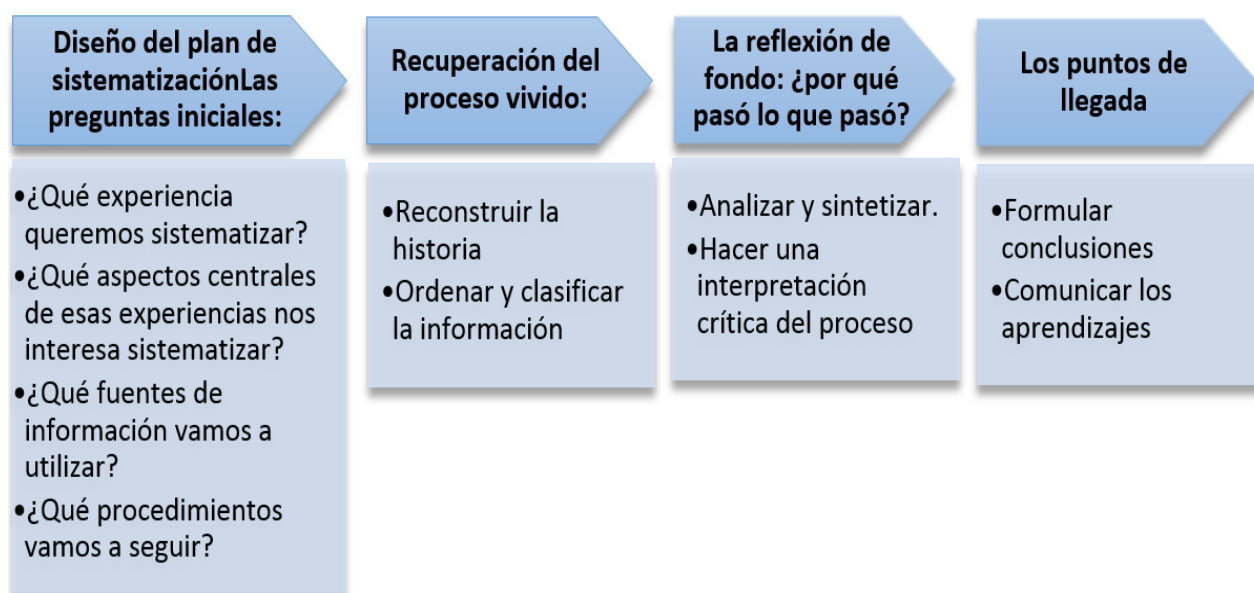 Diseño del plan de
sistematizaciónLas
preguntas iniciales:
•¿Qué experiencia
queremos sistematizar?
•¿Qué aspectos centrales
de esas experiencias nos
interesa sistematizar?
•¿Qué fuentes de
información vamos a
utilizar?
•¿Qué procedimientos
vamos a seguir?
Recuperación del
proceso vivido:
•Reconstruir la
historia
•Ordenar y clasificar
la información
La reflexión de
fondo: ¿por qué
pasó lo que pasó?
•Analizar y sintetizar.
•Hacer una
interpretación
crítica del proceso
Los puntos de
llegada
•Formular
conclusiones
•Comunicar los
aprendizajes